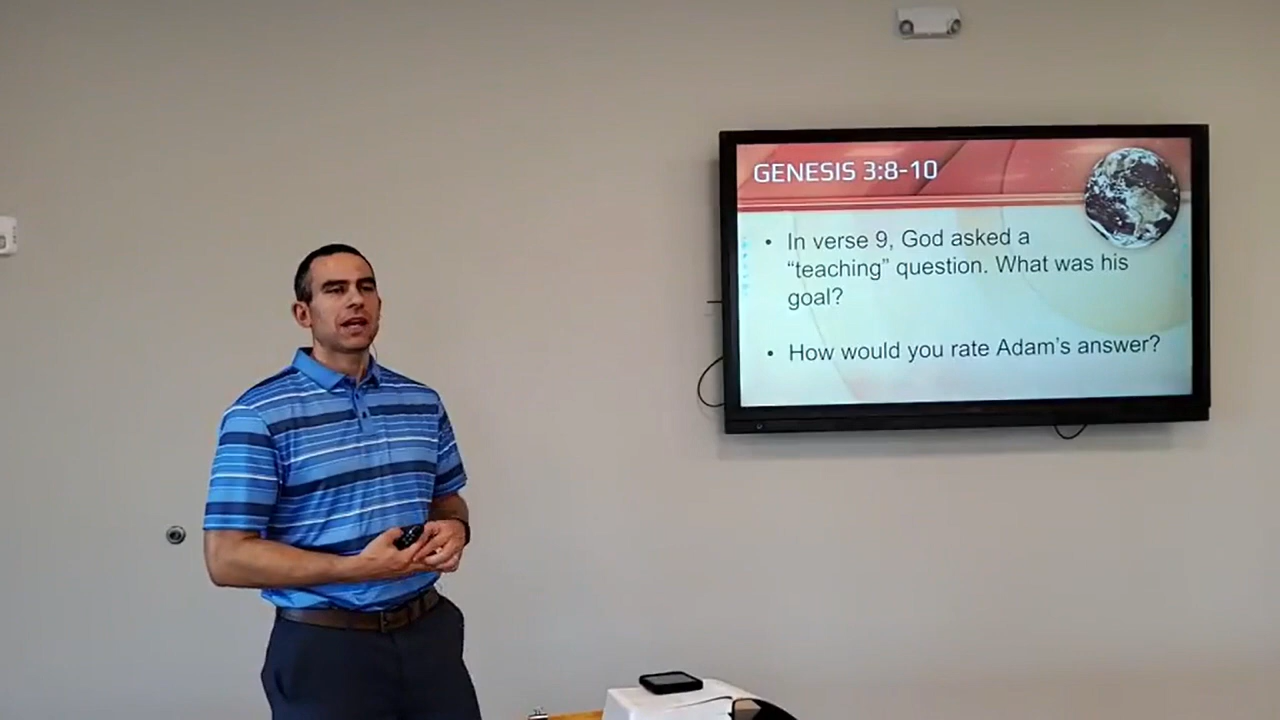 GENESIS 3:8-10
• In verse 9, God asked a
“teaching” question. What was his
goal?
• How would you rate Adam’s answer?